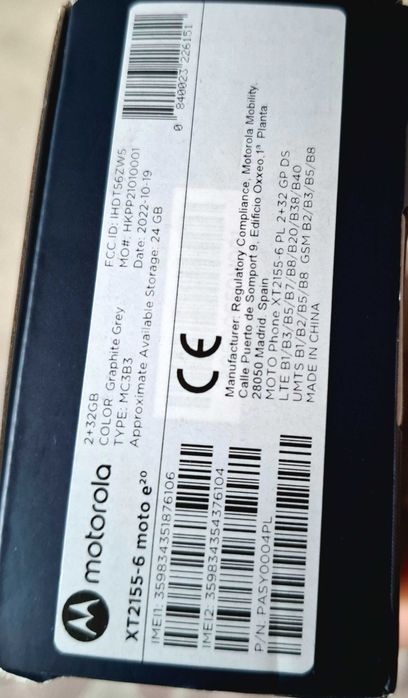 motorola
XT2155-6 moto e²⁰
2+32GB
COLOR: Graphite Grey
TYPE: MC3B3
Approximate Available Storage: 24 GB
FCC-ID: IHDT56ZW5
MO#: HKPP21010001
Date: 2022-10-19
0 840023 226151
IMEI1: 359834351876106
IMEI2: 359834354376104
P/N: PASY0004PL
CE
Manufacturer: Regulatory Compliance, Motorola Mobility.
Calle Puerto de Somport 9, Edificio Oxxeo,1ª Planta
28050 Madrid, Spain
MOTO Phone XT2155-6 PL 2+32 GP DS
LTE B1/B3/B5/B7/B8/B20/B38/B40
UMTS B1/B2/B5/B8 GSM B2/B3/B5/B8
MADE IN CHINA